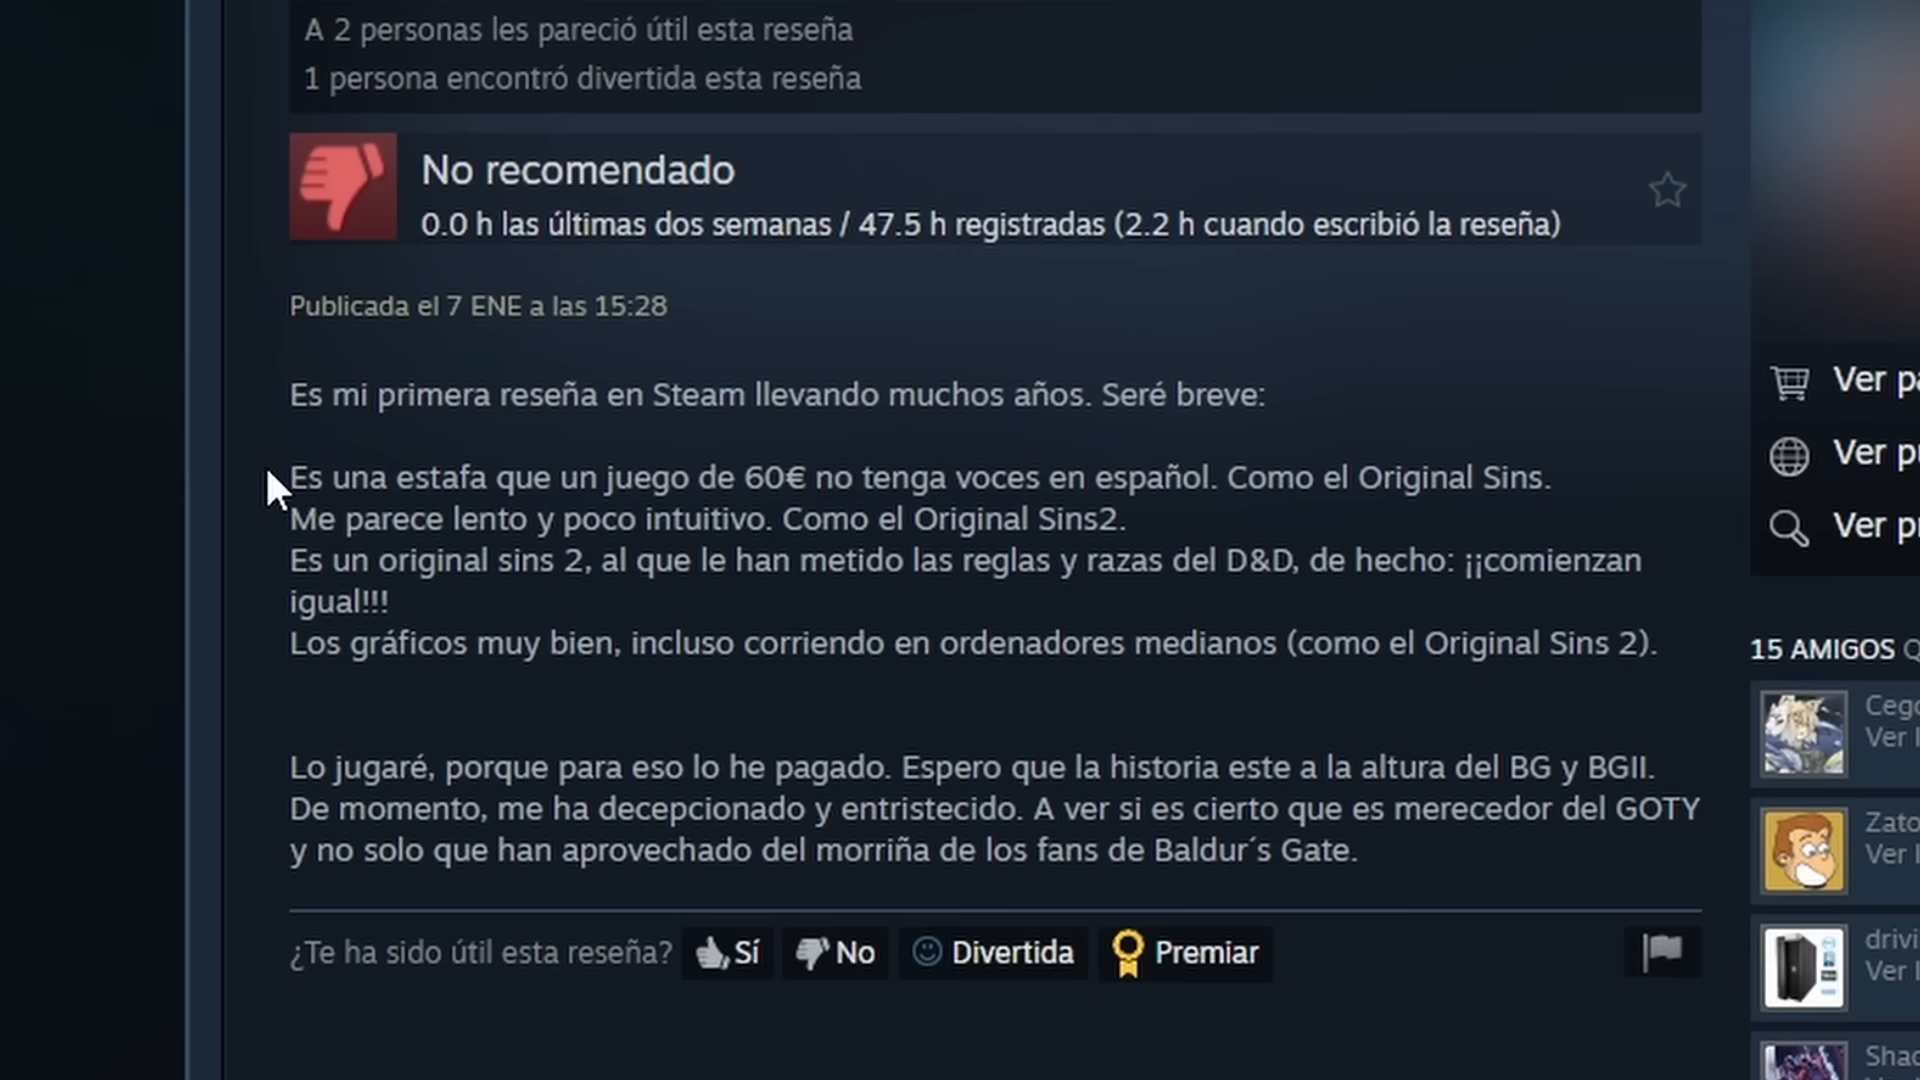 A 2 personas les pareció útil esta reseña
1 persona encontró divertida esta reseña
No recomendado
0.0 h las últimas dos semanas / 47.5 h registradas (2.2 h cuando escribió la reseña)
Publicada el 7 ENE a las 15:28
Es mi primera reseña en Steam llevando muchos años. Seré breve:
Es una estafa que un juego de 60€ no tenga voces en español. Como el Original Sins.
Me parece lento y poco intuitivo. Como el Original Sins2.
Es un original sins 2, al que le han metido las reglas y razas del D&D, de hecho: ¡¡comienzan
igual!!!
Los gráficos muy bien, incluso corriendo en ordenadores medianos (como el Original Sins 2).
Lo jugaré, porque para eso lo he pagado. Espero que la historia este a la altura del BG y BGII.
De momento, me ha decepcionado y entristecido. A ver si es cierto que es merecedor del GOTY
y no solo que han aprovechado del morriña de los fans de Baldur´s Gate.
¿Te ha sido útil esta reseña? Sí No Divertida Premiar
Ver
Ver
Ver
15 AMIGOS
Ver
Ver
Ver